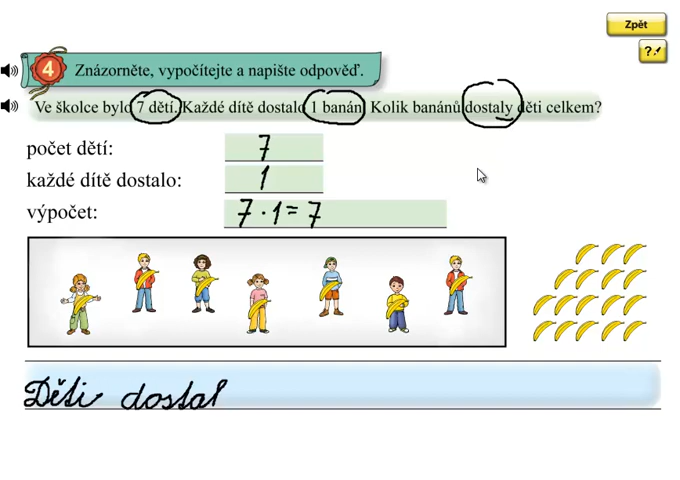 Zpět
?
4 Znázorněte, vypočítejte a napište odpověď.
Ve školce bylo 7 dětí. Každé dítě dostalo 1 banán. Kolik banánů dostaly děti celkem?
počet dětí: 7
každé dítě dostalo: 1
výpočet: 7 · 1 = 7
Děti dostal